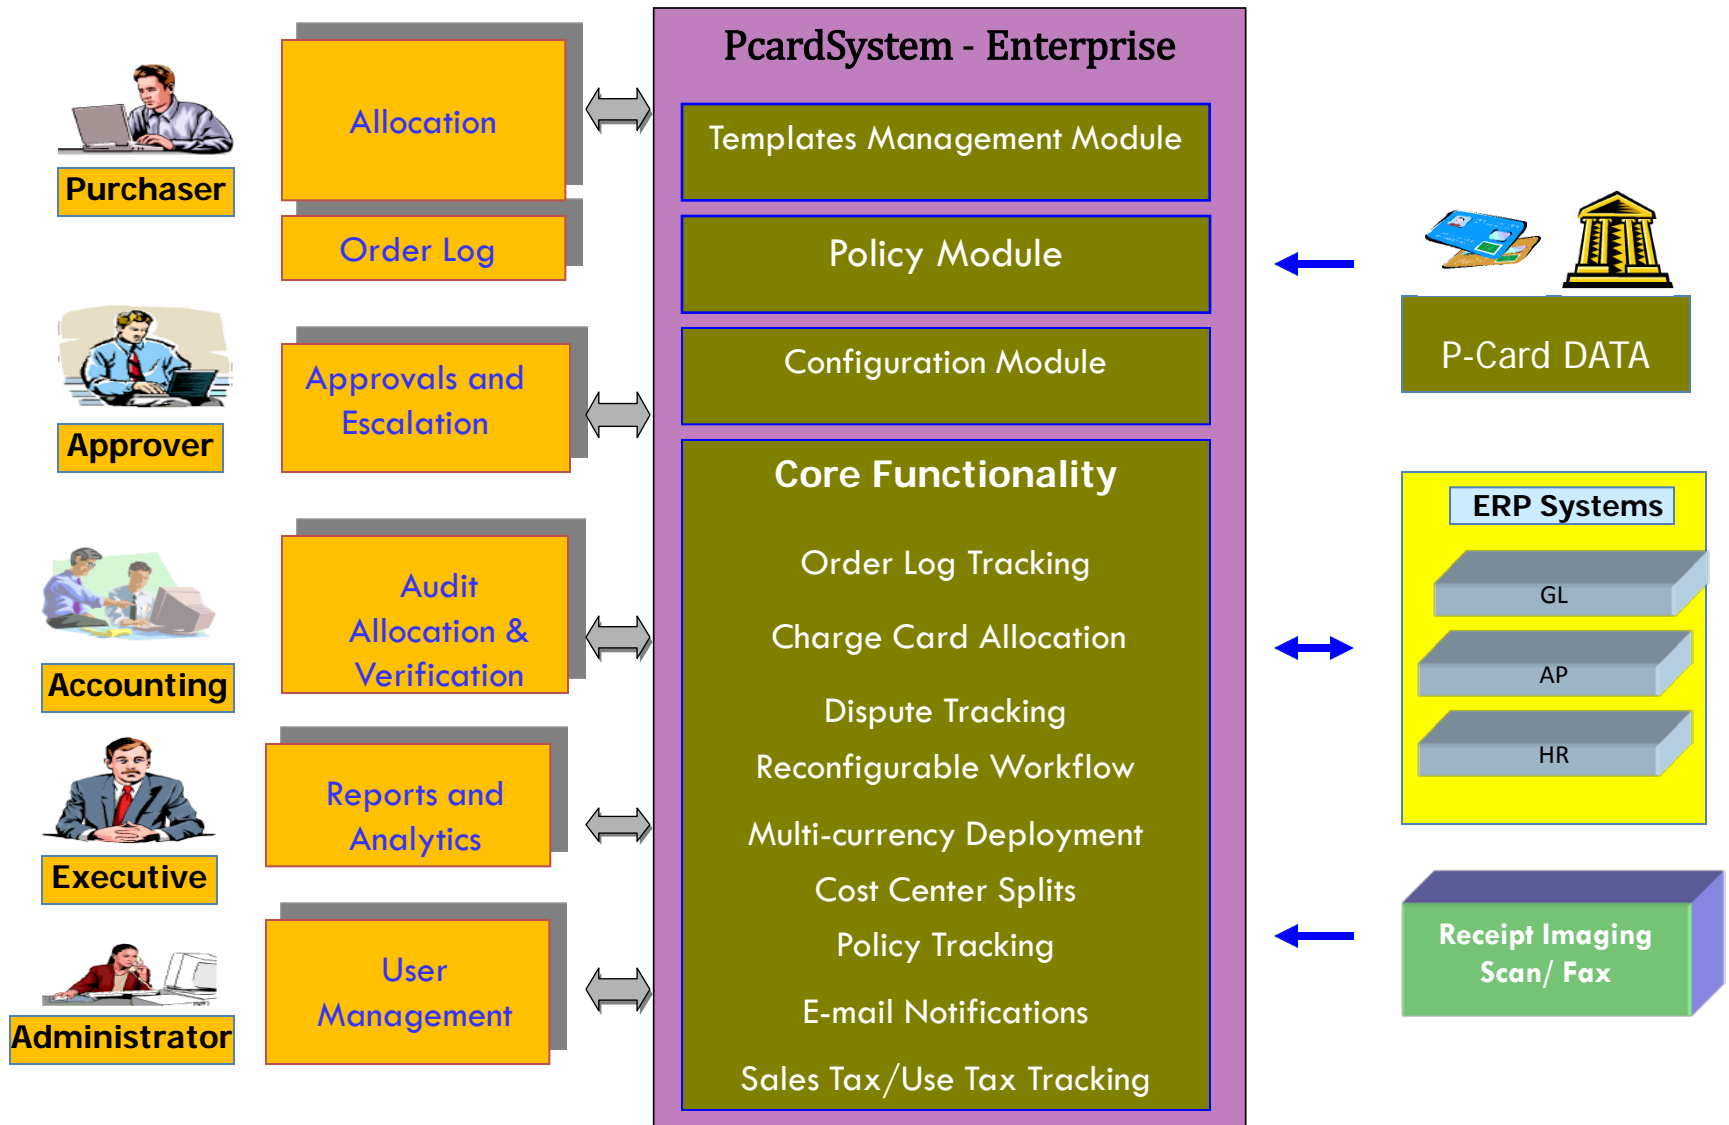 PcardSystem - Enterprise
Purchaser
Allocation
Order Log
Approver
Approvals and
Escalation
Accounting
Audit
Allocation &
Verification
Executive
Reports and
Analytics
Administrator
User
Management
Templates Management Module
Policy Module
Configuration Module
Core Functionality
Order Log Tracking
Charge Card Allocation
Dispute Tracking
Reconfigurable Workflow
Multi-currency Deployment
Cost Center Splits
Policy Tracking
E-mail Notifications
Sales Tax/Use Tax Tracking
P-Card DATA
ERP Systems
GL
AP
HR
Receipt Imaging
Scan/ Fax